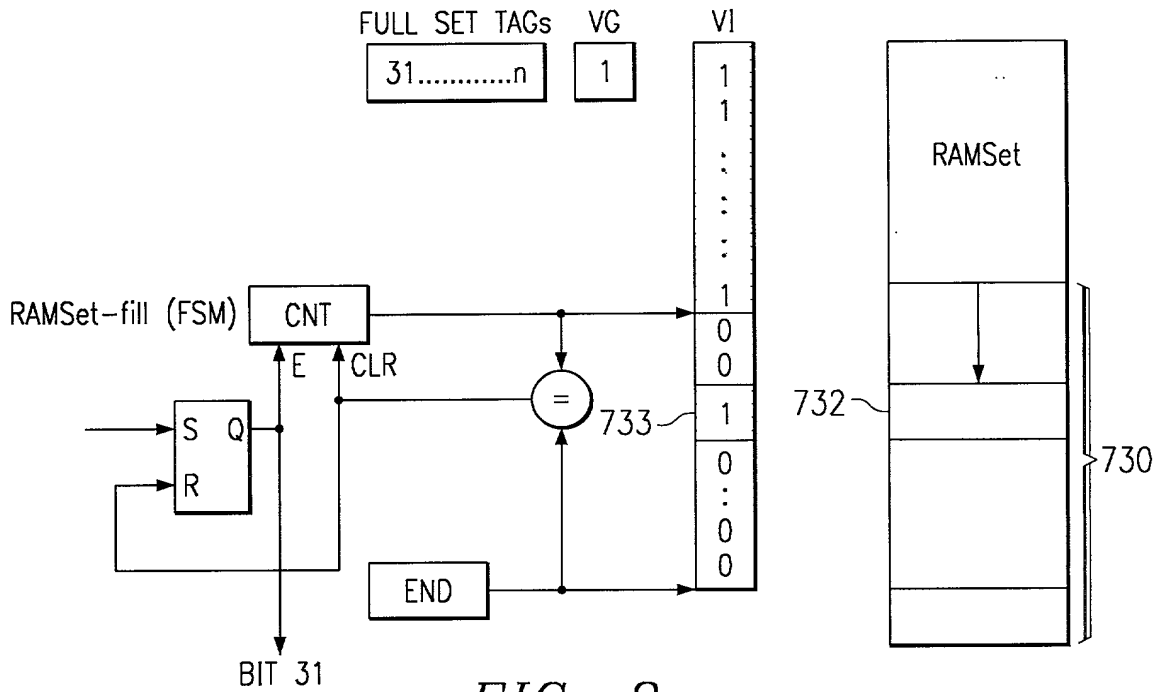 FULL SET TAGs VG VI
31............n 1
1
1
.
.
.
.
1
0
0
1
0
:
0
0
RAMSet
RAMSet-fill (FSM) CNT
E CLR
=
S Q
R
733
732
730
END
BIT 31